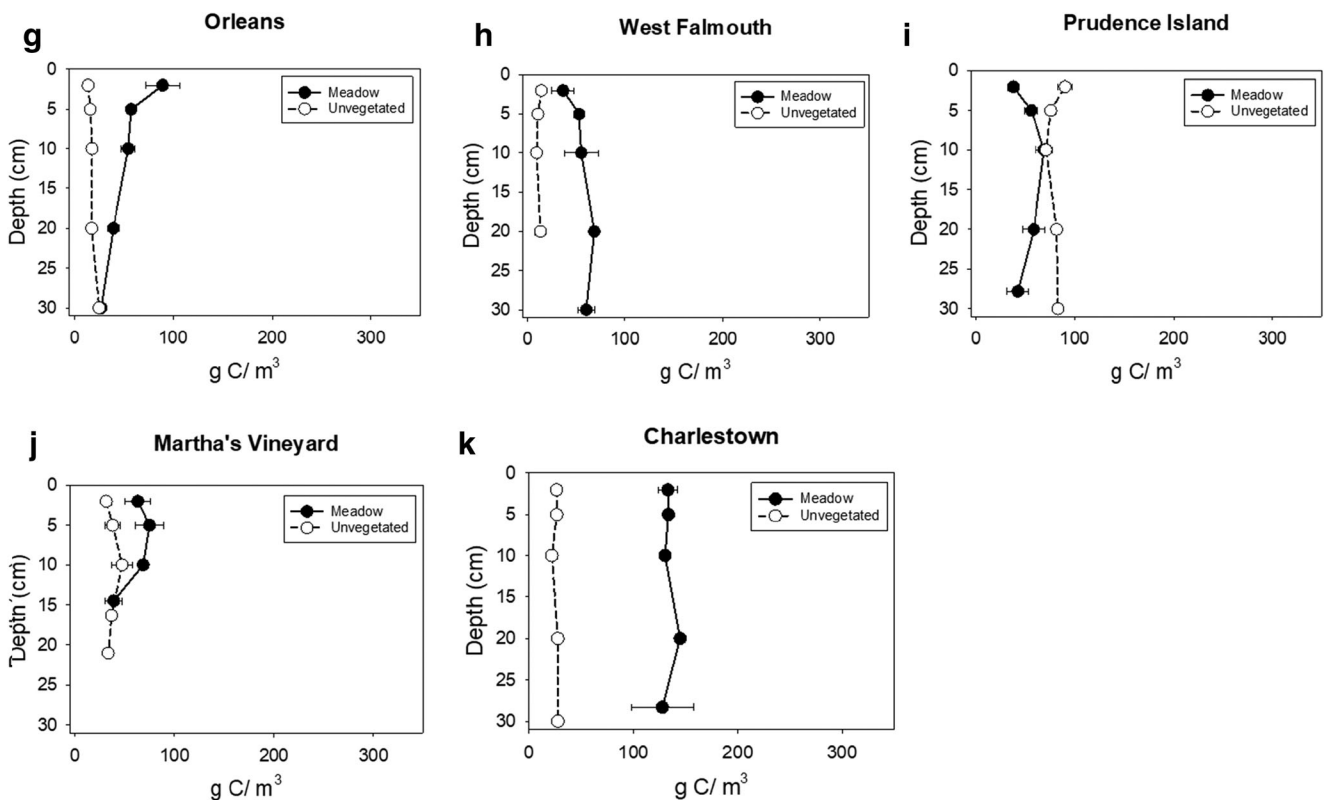 g
Orleans
0
5
10
15
20
25
30
Depth (cm)
Meadow
Unvegetated
0 100 200 300
g C/ m³
h
West Falmouth
0
5
10
15
20
25
30
Depth (cm)
Meadow
Unvegetated
0 100 200 300
g C/ m³
i
Prudence Island
0
5
10
15
20
25
30
Depth (cm)
Meadow
Unvegetated
0 100 200 300
g C/ m³
j
Martha's Vineyard
0
5
10
15
20
25
30
(cm)
Meadow
Unvegetated
0 100 200 300
g C/ m³
k
Charlestown
0
5
10
15
20
25
30
Depth (cm)
Meadow
Unvegetated
0 100 200 300
g C/ m³